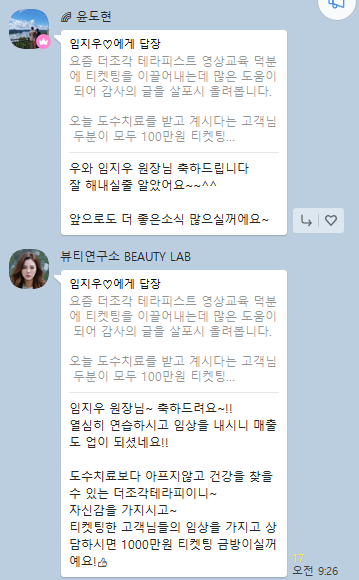 윤도현
임지우♡에게 답장
요즘 더조각 테라피스트 영상교육 덕분
에 티켓팅을 이끌어내는데 많은 도움이
되어 감사의 글을 살포시 올려봅니다.
오늘 도수치료를 받고 계시다는 고객님
두분이 모두 100만원 티켓팅...
우와 임지우 원장님 축하드립니다
잘 해내실줄 알았어요~~^^
앞으로도 더 좋은소식 많으실꺼에요~
뷰티연구소 BEAUTY LAB
임지우♡에게 답장
요즘 더조각 테라피스트 영상교육 덕분
에 티켓팅을 이끌어내는데 많은 도움이
되어 감사의 글을 살포시 올려봅니다.
오늘 도수치료를 받고 계시다는 고객님
두분이 모두 100만원 티켓팅...
임지우 원장님~ 축하드려요~!!
열심히 연습하시고 임상을 내시니 매출
도 업이 되셨네요!!
도수치료보다 아프지않고 건강을 찾을
수 있는 더조각테라피이니~
자신감을 가지시고~
티켓팅한 고객님들의 임상을 가지고 상
담하시면 1000만원 티켓팅 금방이실꺼
예요!👍
17
오전 9:26